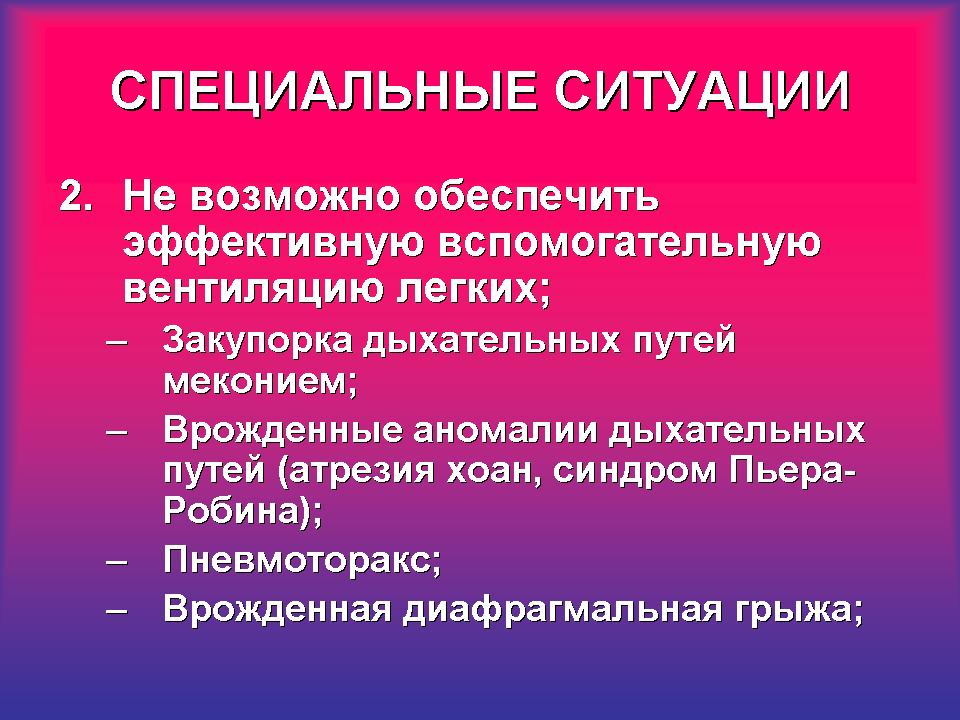 СПЕЦИАЛЬНЫЕ СИТУАЦИИ
2. Не возможно обеспечить
эффективную вспомогательную
вентиляцию легких;
– Закупорка дыхательных путей
меконием;
– Врожденные аномалии дыхательных
путей (атрезия хоан, синдром Пьера-
Робина);
– Пневмоторакс;
– Врожденная диафрагмальная грыжа;